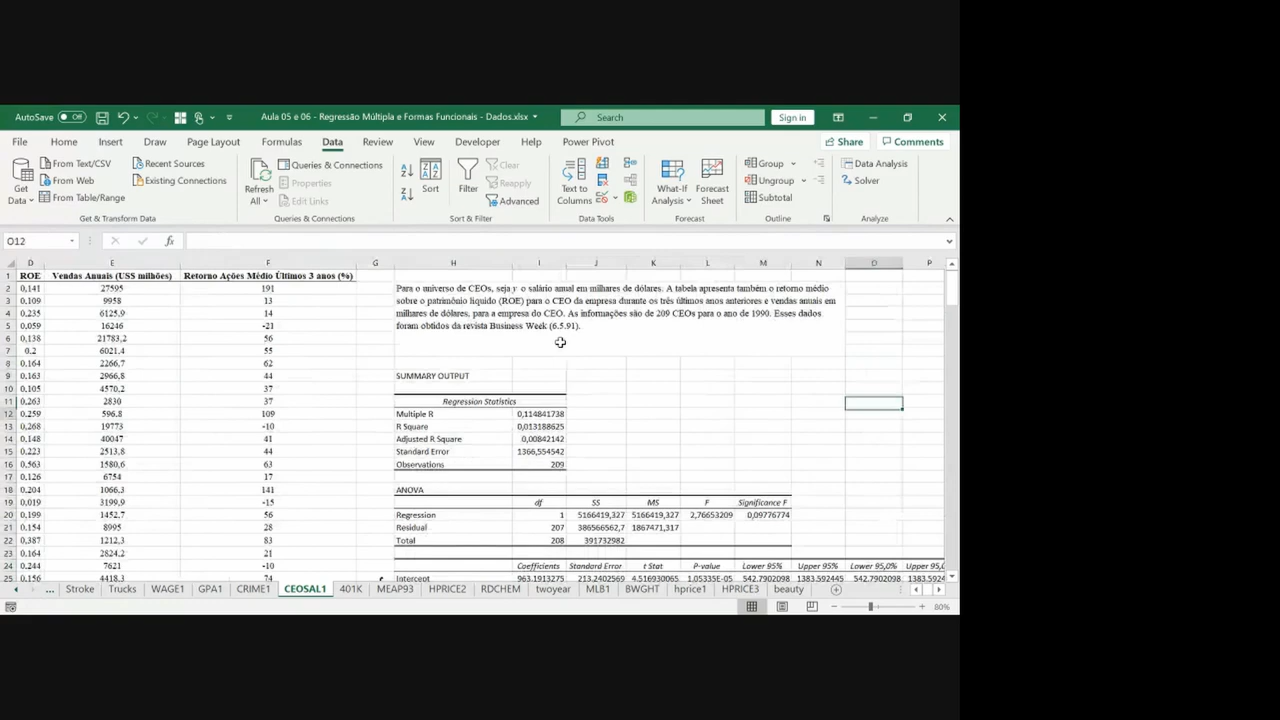 AutoSave Off Aula 05 e 06 - Regressão Múltipla e Formas Funcionais - Dados.xlsx Search Sign in
File Home Insert Draw Page Layout Formulas Data Review View Developer Help Power Pivot Share Comments
Get Data From Text/CSV From Web From Table/Range Recent Sources Existing Connections
Refresh All Queries & Connections Properties Edit Links
Sort Filter Clear Reapply Advanced
Text to Columns What-If Analysis Forecast Sheet
Group Ungroup Subtotal Data Analysis Solver
Get & Transform Data Queries & Connections Sort & Filter Data Tools Forecast Outline Analyze
O12 fx
D E F G H I J K L M N O P
1 ROE Vendas Anuais (US$ milhões) Retorno Ações Médio Últimos 3 anos (%)
2 0,141 27595 191
3 0,109 9958 13
4 0,235 6125,9 14
5 0,059 16246 -21
6 0,138 21783,2 56
7 0,2 6021,4 55
8 0,164 2266,7 62
9 0,163 2966,8 44
10 0,105 4570,2 37
11 0,263 2830 37
12 0,259 596,8 109
13 0,268 19773 -10
14 0,148 40047 41
15 0,223 2513,8 44
16 0,563 1580,6 63
17 0,126 6754 17
18 0,204 1066,3 141
19 0,019 3199,9 -15
20 0,199 1452,7 56
21 0,154 8995 28
22 0,387 1212,3 83
23 0,164 2824,2 21
24 0,244 7621 -10
25 0,156 4418,3 74
Para o universo de CEOs, seja y o salário anual em milhares de dólares. A tabela apresenta também o retorno médio
sobre o patrimônio líquido (ROE) para o CEO da empresa durante os três últimos anos anteriores e vendas anuais em
milhares de dólares, para a empresa do CEO. As informações são de 209 CEOs para o ano de 1990. Esses dados
foram obtidos da revista Business Week (6.5.91).
SUMMARY OUTPUT
Regression Statistics
Multiple R 0,114841738
R Square 0,013188625
Adjusted R Square 0,00842142
Standard Error 1366,554542
Observations 209
ANOVA
df SS MS F Significance F
Regression 1 5166419,327 5166419,327 2,76653209 0,09776774
Residual 207 386566562,7 1867471,317
Total 208 391732982
Coefficients Standard Error t Stat P-value Lower 95% Upper 95% Lower 95,0%
Intercept 963,1913275 213,2402569 4,516930065 1,05335E-05 542,7902098 1383,592445 542,7902098 1383,5924
... Stroke Trucks WAGE1 GPA1 CRIME1 CEOSAL1 401K MEAP93 HPRICE2 RDCHEM twoyear MLB1 BWGHT hprice1 HPRICE3 beauty
80%